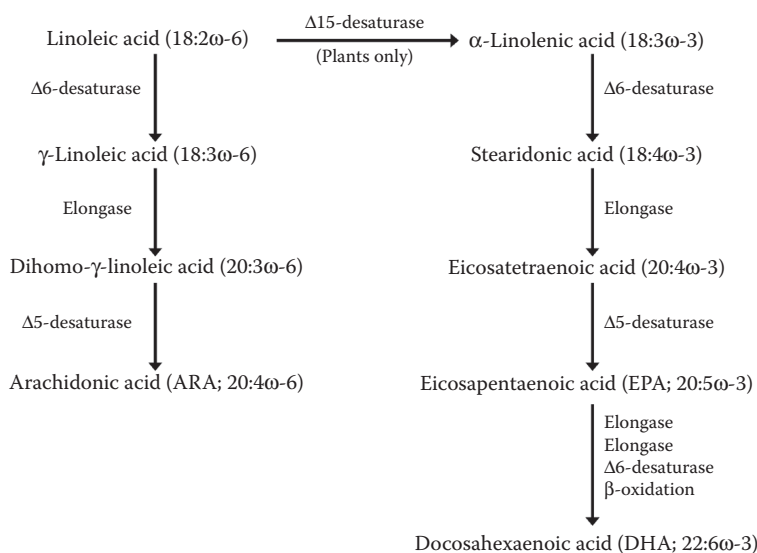 Linoleic acid (18:2ω-6)
Δ15-desaturase
(Plants only)
α-Linolenic acid (18:3ω-3)
Δ6-desaturase
Δ6-desaturase
γ-Linoleic acid (18:3ω-6)
Stearidonic acid (18:4ω-3)
Elongase
Elongase
Dihomo-γ-linoleic acid (20:3ω-6)
Eicosatetraenoic acid (20:4ω-3)
Δ5-desaturase
Δ5-desaturase
Arachidonic acid (ARA; 20:4ω-6)
Eicosapentaenoic acid (EPA; 20:5ω-3)
Elongase
Elongase
Δ6-desaturase
β-oxidation
Docosahexaenoic acid (DHA; 22:6ω-3)